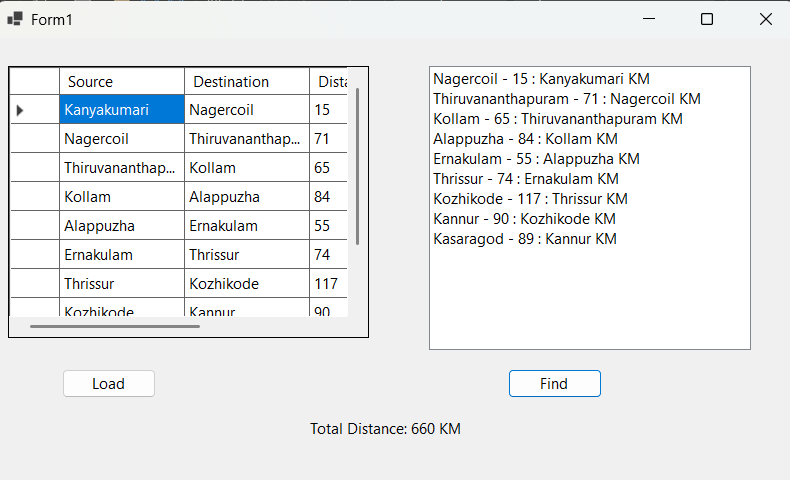 Form1
Source Destination Dista
Kanyakumari Nagercoil 15
Nagercoil Thiruvananthap... 71
Thiruvananthap... Kollam 65
Kollam Alappuzha 84
Alappuzha Ernakulam 55
Ernakulam Thrissur 74
Thrissur Kozhikode 117
Kozhikode Kannur 90
Nagercoil - 15 : Kanyakumari KM
Thiruvananthapuram - 71 : Nagercoil KM
Kollam - 65 : Thiruvananthapuram KM
Alappuzha - 84 : Kollam KM
Ernakulam - 55 : Alappuzha KM
Thrissur - 74 : Ernakulam KM
Kozhikode - 117 : Thrissur KM
Kannur - 90 : Kozhikode KM
Kasaragod - 89 : Kannur KM
Load
Find
Total Distance: 660 KM